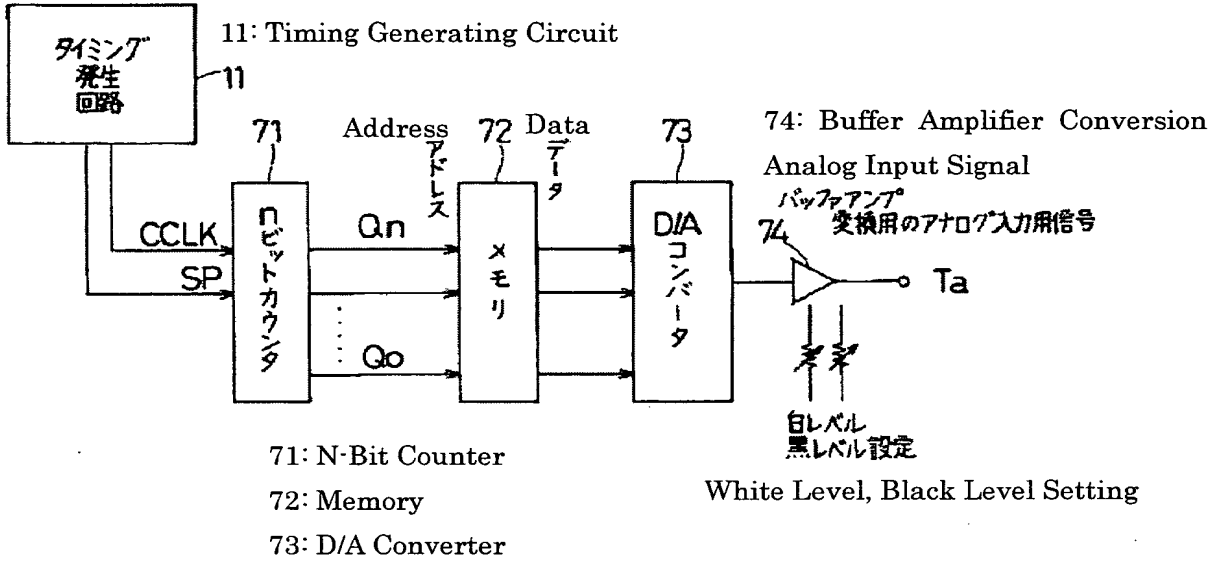 タイミング
発生
回路
11: Timing Generating Circuit
11
71
Address
アドレス
72
Data
データ
73
74: Buffer Amplifier Conversion
Analog Input Signal
バッファアンプ
変換用のアナログ入力用信号
74
CCLK
SP
nビットカウンタ
Qn
Qo
メモリ
D/A
コンバータ
Ta
白レベル
黒レベル設定
71: N-Bit Counter
72: Memory
73: D/A Converter
White Level, Black Level Setting